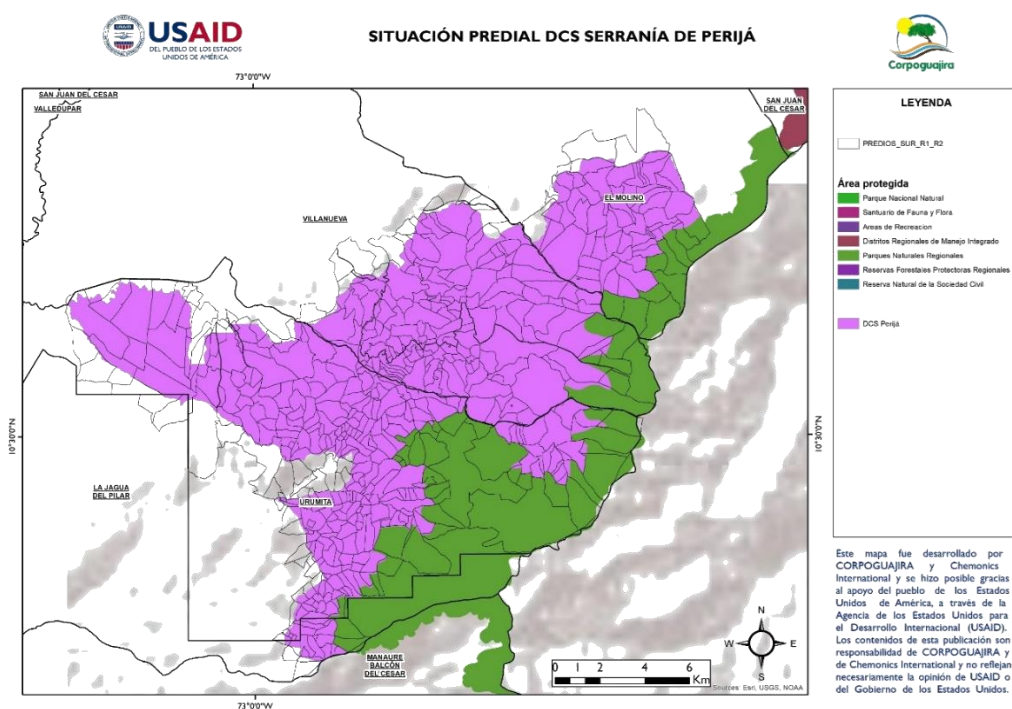 USAID
DEL PUEBLO DE LOS ESTADOS
UNIDOS DE AMÉRICA
SITUACIÓN PREDIAL DCS SERRANÍA DE PERIJÁ
Corpoguajira
73°0'0"W
SAN JUAN DEL CESAR
VALLEDUPAR
SAN JUAN
DEL CESAR
EL MOLINO
VILLANUEVA
10°30'0"N
10°30'0"N
LA JAGUA
DEL PILAR
URUMITA
MANAURE
BALCÓN
DEL CESAR
N
W
E
S
0 1 2 4 6
Km
Sources: Esri, USGS, NOAA
73°0'0"W
LEYENDA
PREDIOS_SUR_R1_R2
Área protegida
Parque Nacional Natural
Santuario de Fauna y Flora
Areas de Recreacion
Distritos Regionales de Manejo Integrado
Parques Naturales Regionales
Reservas Forestales Protectoras Regionales
Reserva Natural de la Sociedad Civil
DCS Perijá
Este mapa fue desarrollado por
CORPOGUAJIRA y Chemonics
International y se hizo posible gracias
al apoyo del pueblo de los Estados
Unidos de América, a través de la
Agencia de los Estados Unidos para
el Desarrollo Internacional (USAID).
Los contenidos de esta publicación son
responsabilidad de CORPOGUAJIRA y
de Chemonics International y no reflejan
necesariamente la opinión de USAID o
del Gobierno de los Estados Unidos.